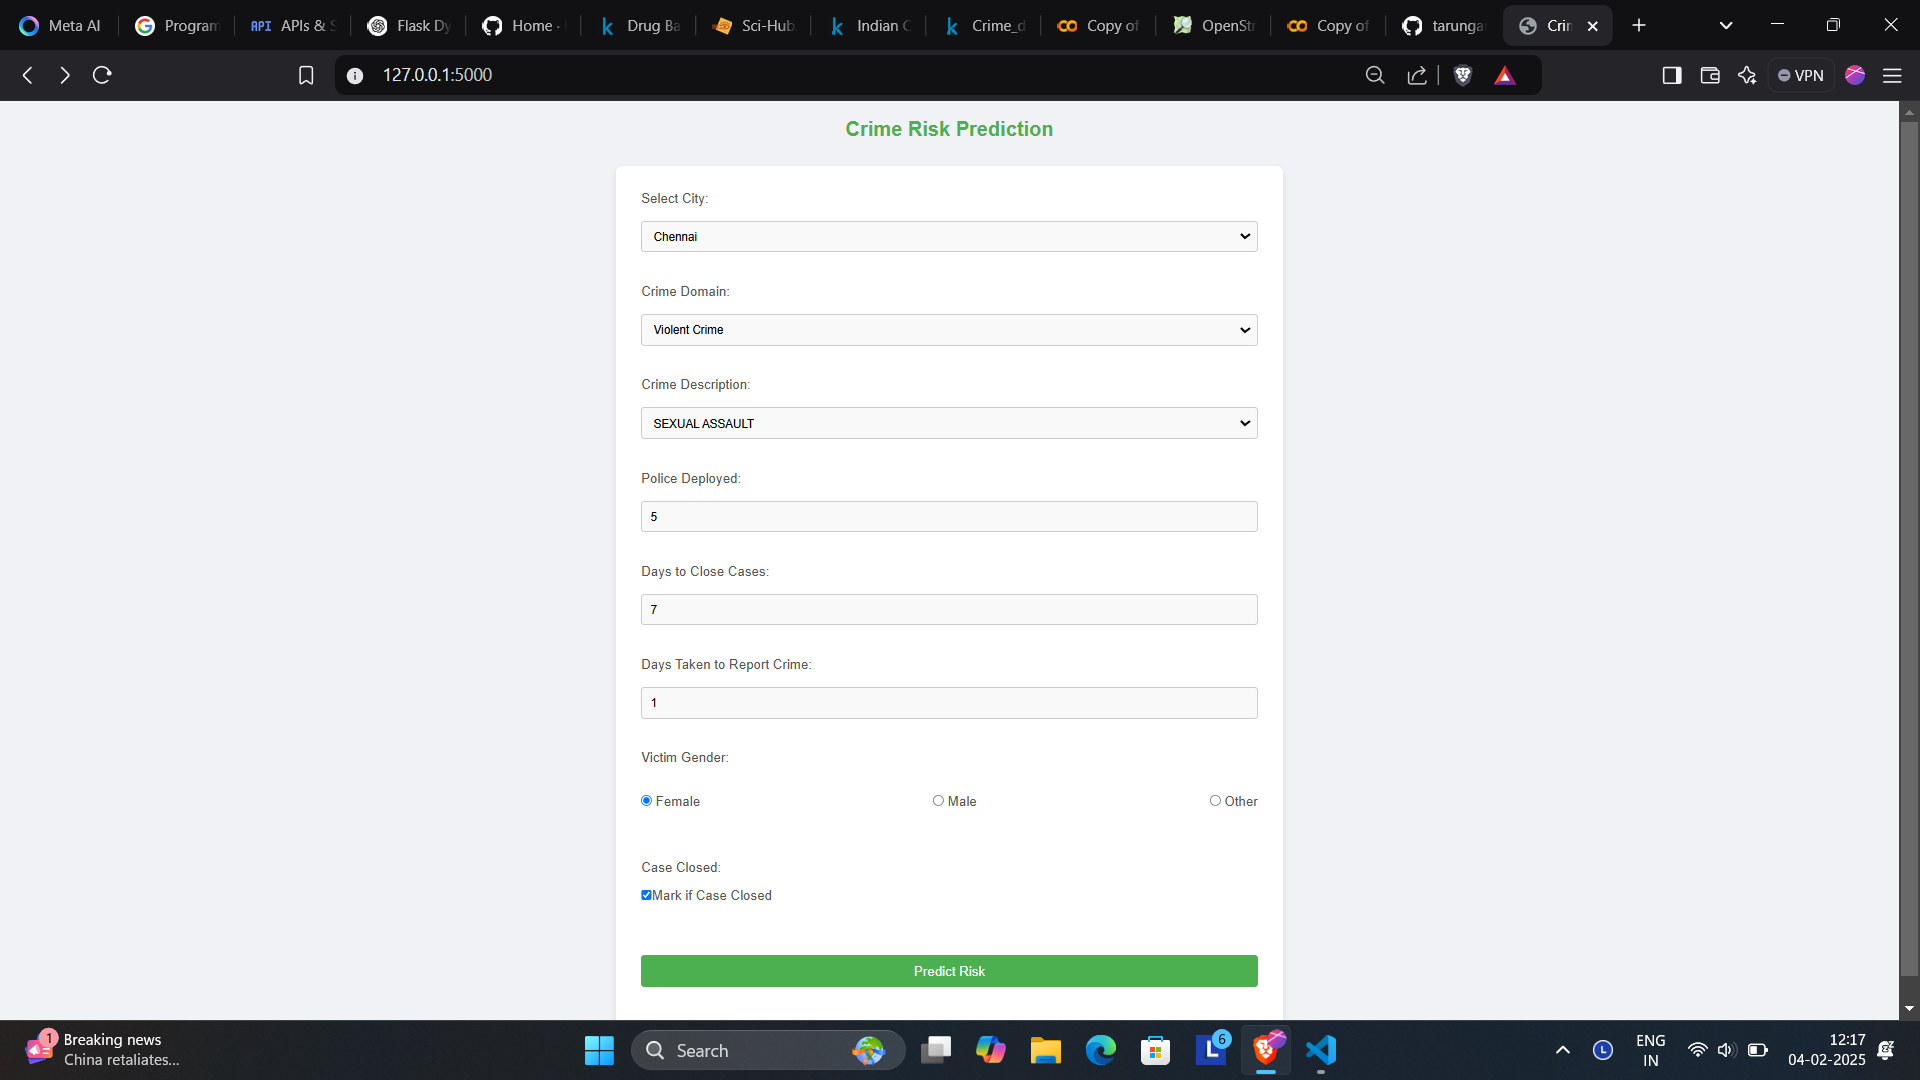 Meta AI
Program
APIs & S
Flask Dy
Home -
Drug Ba
Sci-Hub
Indian C
Crime_d
Copy of
OpenStr
Copy of
tarunga
Crim
127.0.0.1:5000
VPN
Crime Risk Prediction
Select City:
Chennai
Crime Domain:
Violent Crime
Crime Description:
SEXUAL ASSAULT
Police Deployed:
5
Days to Close Cases:
7
Days Taken to Report Crime:
1
Victim Gender:
Female Male Other
Case Closed:
Mark if Case Closed
Predict Risk
1
Breaking news
China retaliates...
Search
6
ENG
IN
12:17
04-02-2025